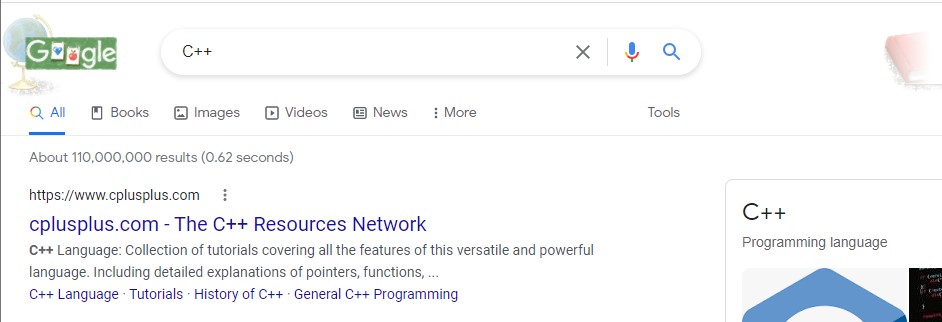 Google
C++
All
Books
Images
Videos
News
More
Tools
About 110,000,000 results (0.62 seconds)
https://www.cplusplus.com
cplusplus.com - The C++ Resources Network
C++ Language: Collection of tutorials covering all the features of this versatile and powerful
language. Including detailed explanations of pointers, functions, ...
C++ Language · Tutorials · History of C++ · General C++ Programming
C++
Programming language